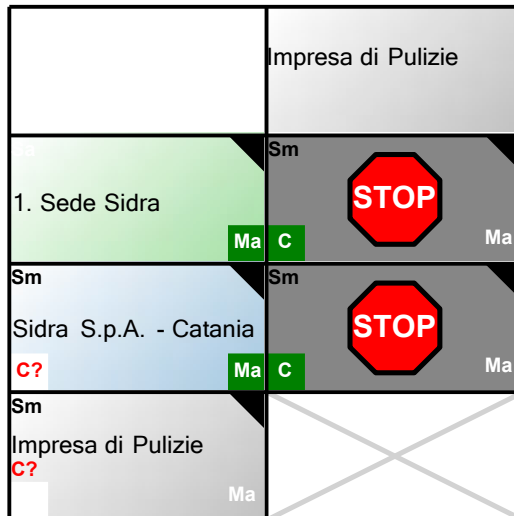 Impresa di Pulizie
Sa Sm
1. Sede Sidra STOP
Ma C Ma
Sm Sm
Sidra S.p.A. - Catania STOP
C? Ma C Ma
Sm
Impresa di Pulizie
C?
Ma